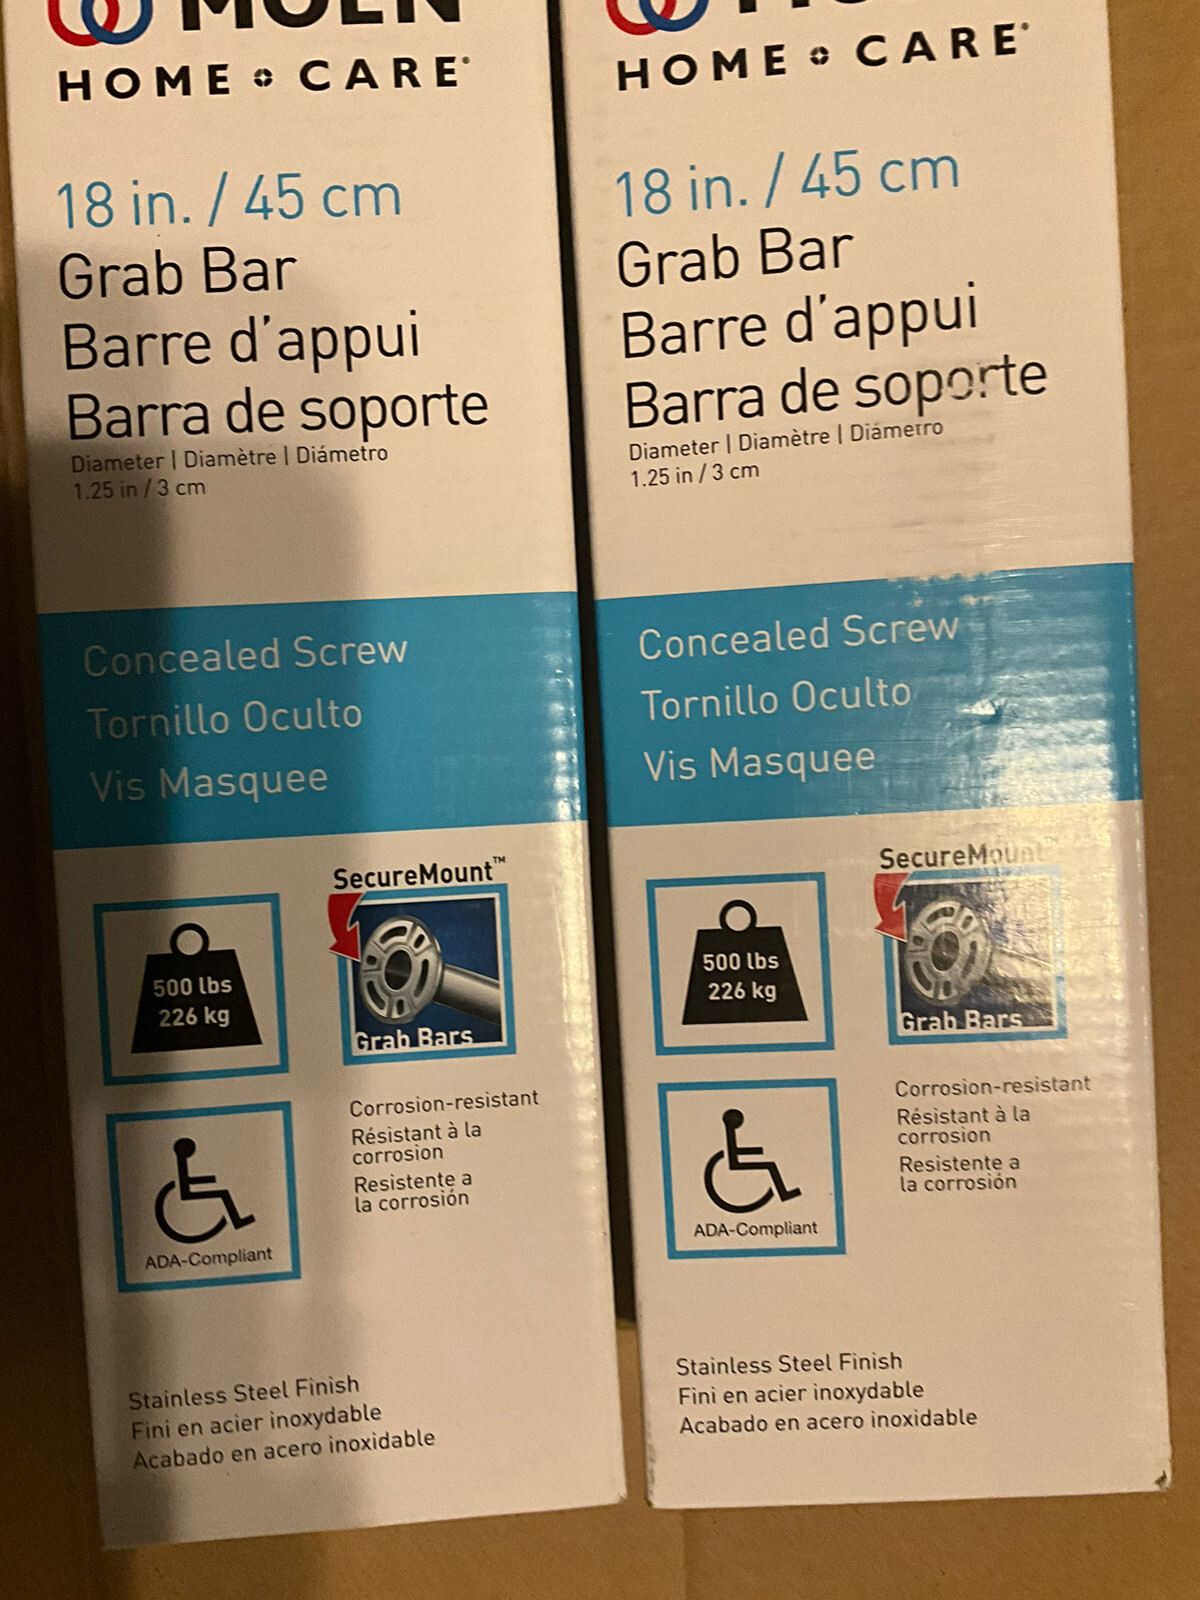 MOEN
HOME CARE®
18 in. / 45 cm
Grab Bar
Barre d'appui
Barra de soporte
Diameter | Diamètre | Diámetro
1.25 in / 3 cm
Concealed Screw
Tornillo Oculto
Vis Masquee
SecureMount™
500 lbs
226 kg
Grab Bars
Corrosion-resistant
Résistant à la
corrosion
Resistente a
la corrosión
ADA-Compliant
Stainless Steel Finish
Fini en acier inoxydable
Acabado en acero inoxidable
HOME CARE®
18 in. / 45 cm
Grab Bar
Barre d'appui
Barra de soporte
Diameter | Diamètre | Diámetro
1.25 in / 3 cm
Concealed Screw
Tornillo Oculto
Vis Masquee
SecureMount™
500 lbs
226 kg
Grab Bars
Corrosion-resistant
Résistant à la
corrosion
Resistente a
la corrosión
ADA-Compliant
Stainless Steel Finish
Fini en acier inoxydable
Acabado en acero inoxidable